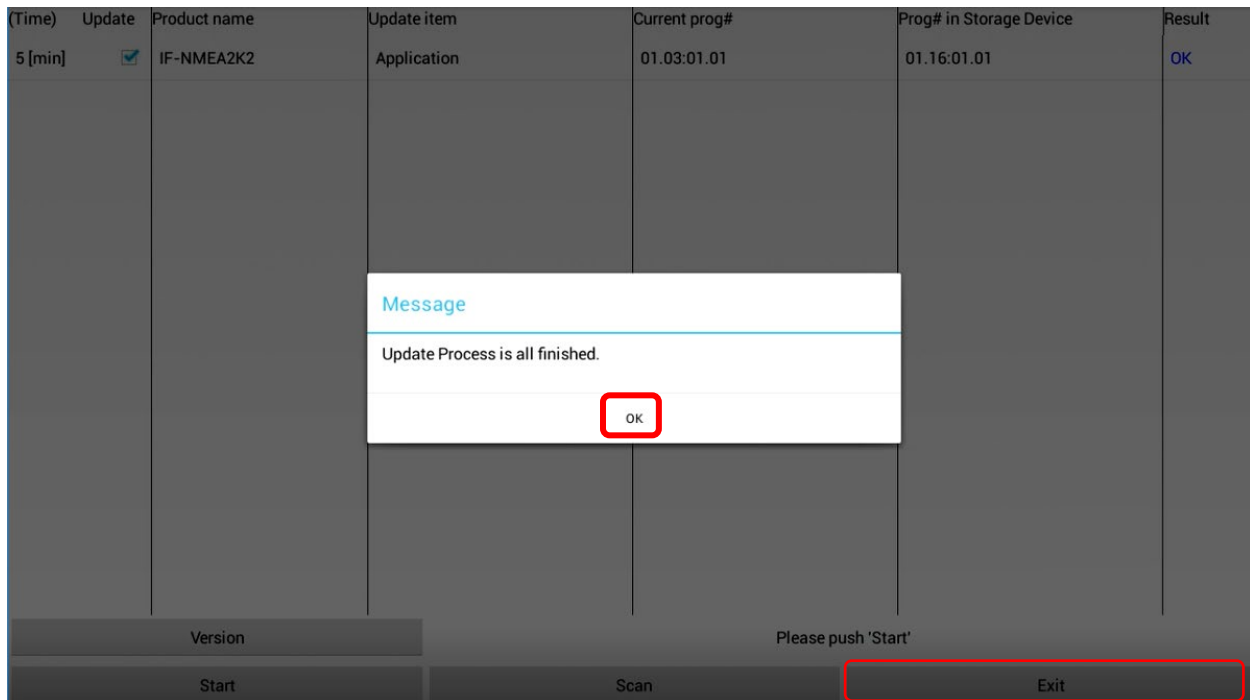 (Time) Update Product name Update item Current prog# Prog# in Storage Device Result
5 [min] IF-NMEA2K2 Application 01.03:01.01 01.16:01.01 OK
Message
Update Process is all finished.
OK
Version Please push 'Start'
Start Scan Exit